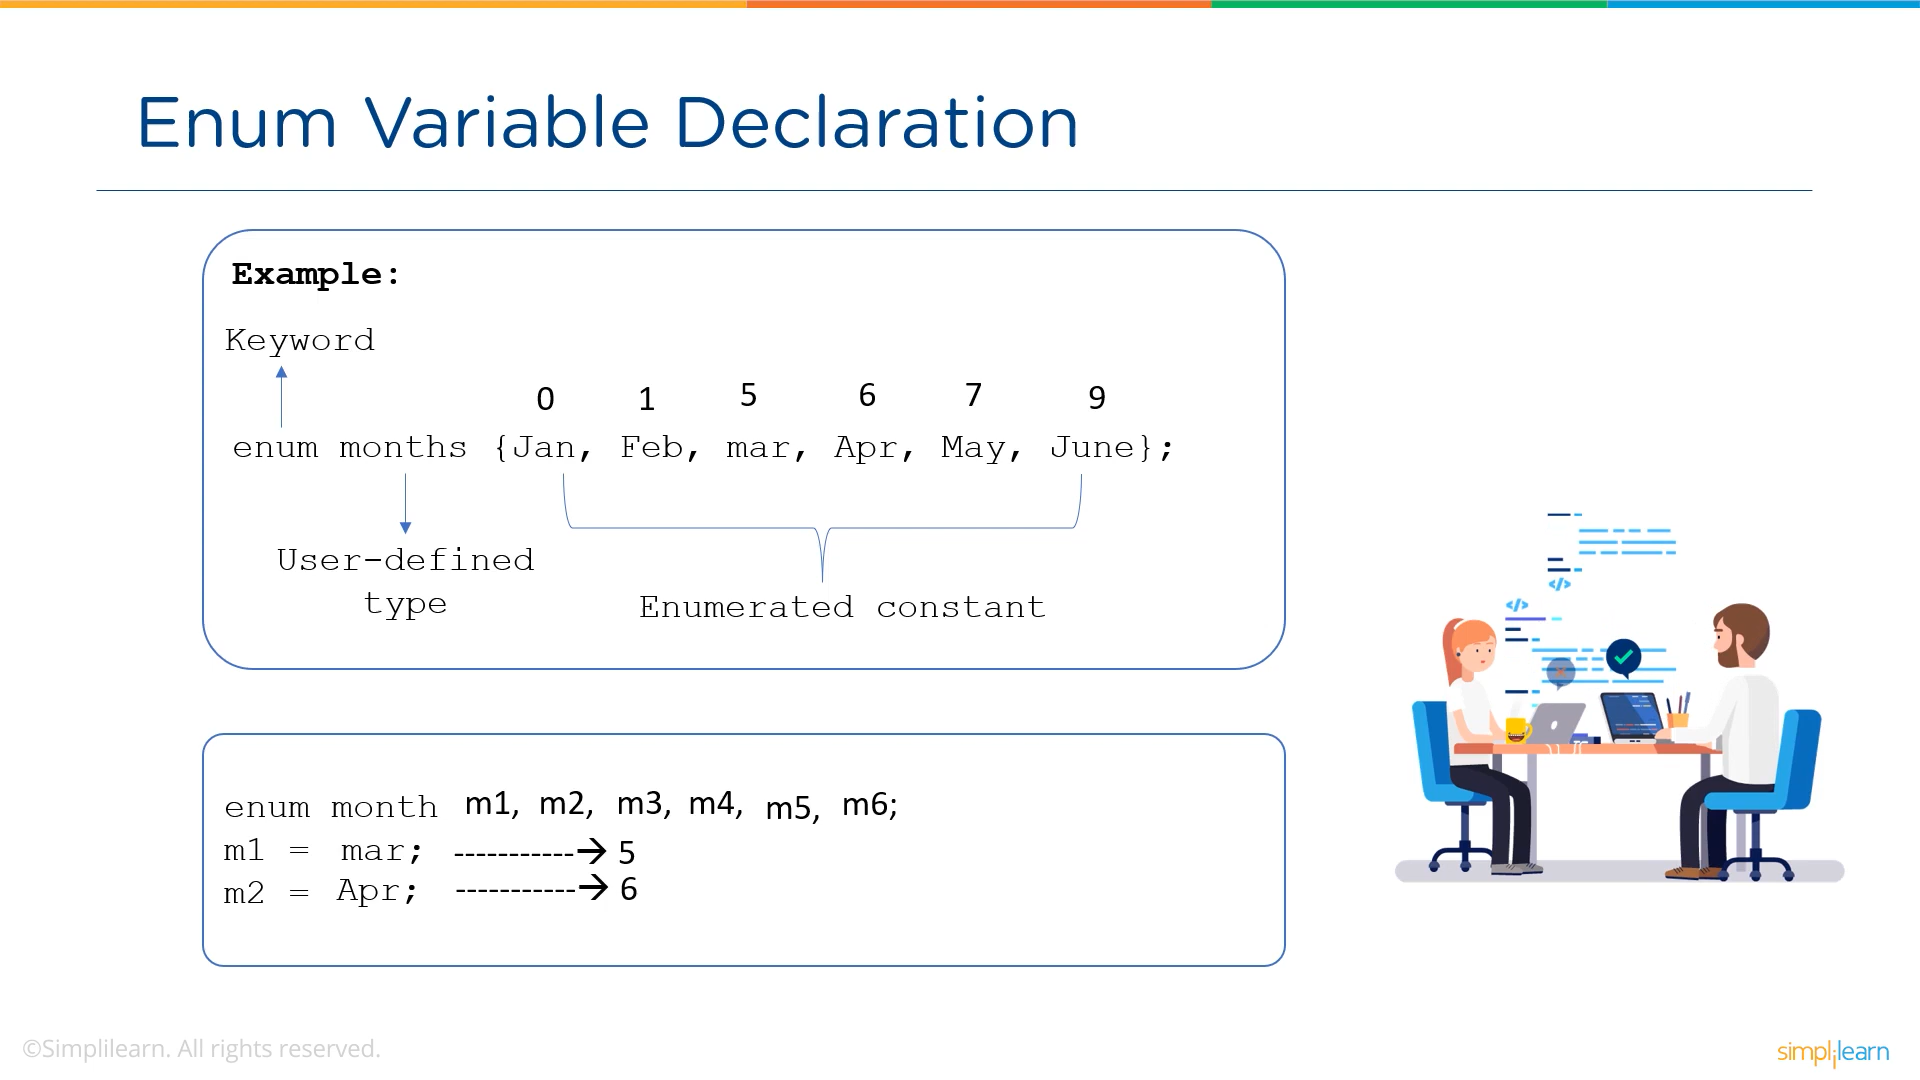 Enum Variable Declaration
Example:
Keyword
0 1 5 6 7 9
enum months {Jan, Feb, mar, Apr, May, June};
User-defined
type
Enumerated constant
enum month m1, m2, m3, m4, m5, m6;
m1 = mar; -----------→ 5
m2 = Apr; -----------→ 6
</>
</>
©Simplilearn. All rights reserved.
simplilearn